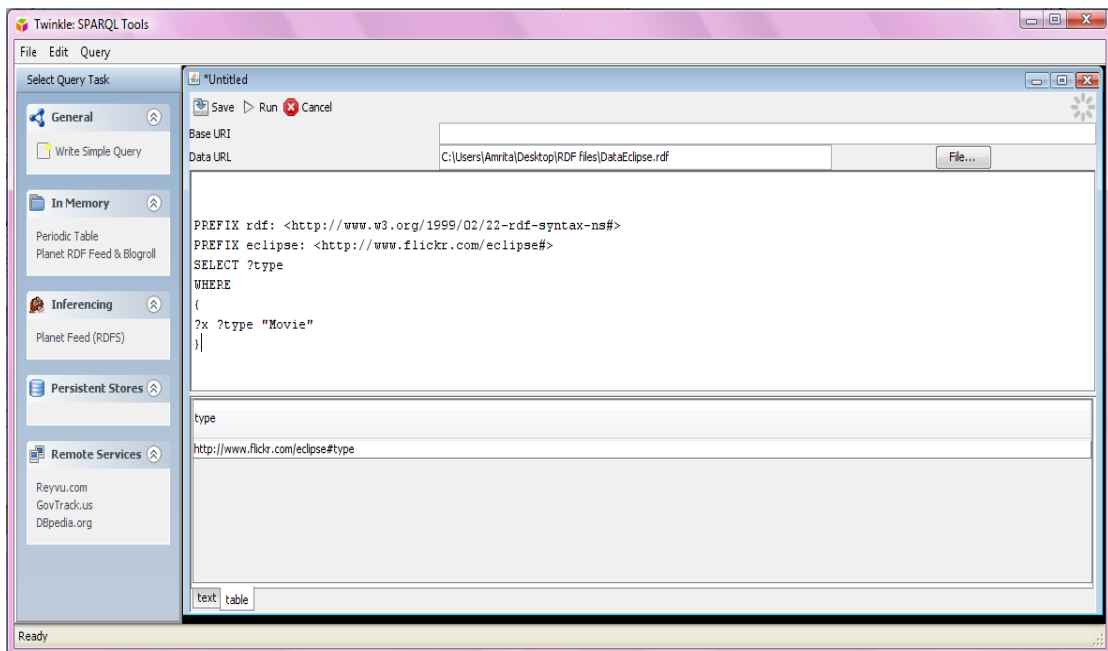 Twinkle: SPARQL Tools
File Edit Query
Select Query Task
General
Write Simple Query
In Memory
Periodic Table
Planet RDF Feed & Blogroll
Inferencing
Planet Feed (RDFS)
Persistent Stores
Remote Services
Reyvu.com
GovTrack.us
DBpedia.org
*Untitled
Save Run Cancel
Base URI
Data URL C:\Users\Amrita\Desktop\RDF files\DataEclipse.rdf File...
PREFIX rdf: <http://www.w3.org/1999/02/22-rdf-syntax-ns#>
PREFIX eclipse: <http://www.flickr.com/eclipse#>
SELECT ?type
WHERE
{
?x ?type "Movie"
}
type
http://www.flickr.com/eclipse#type
text table
Ready